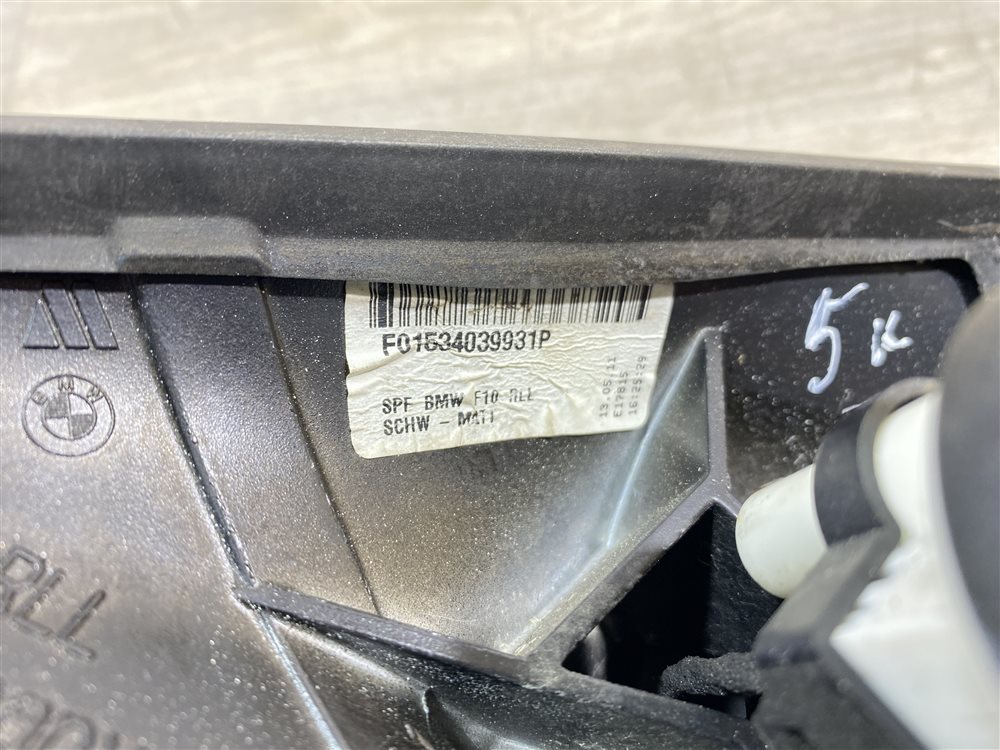 F01534039931P
SPF BMW F10 RLL
SCHW - MATT
13.05.11
E17815
16:25:29
5 к
BMW
RLL